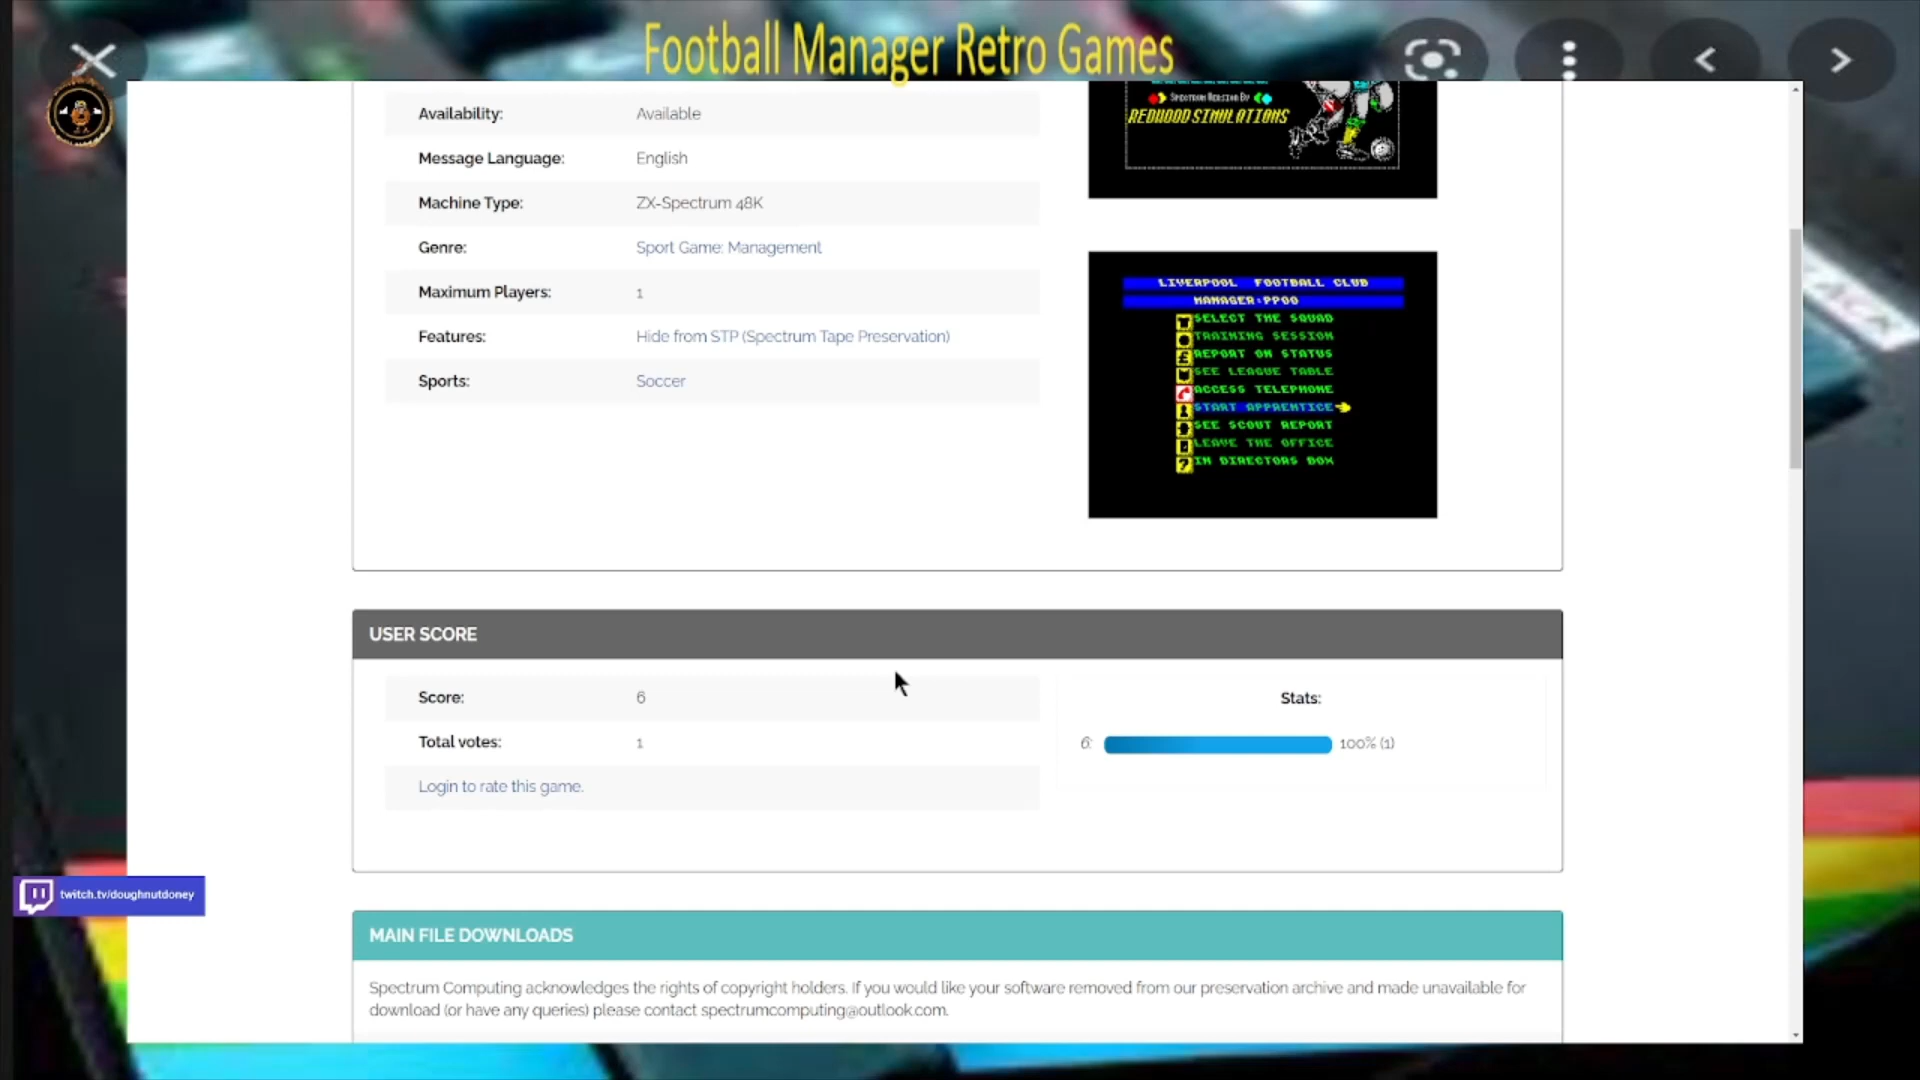 Football Manager Retro Games
Availability: Available
Message Language: English
Machine Type: ZX-Spectrum 48K
Genre: Sport Game: Management
Maximum Players: 1
Features: Hide from STP (Spectrum Tape Preservation)
Sports: Soccer
SPECTRUM VERSION BY
REDWOOD SIMULATIONS
LIVERPOOL FOOTBALL CLUB
MANAGER:PPOO
SELECT THE SQUAD
TRAINING SESSION
REPORT ON STATUS
SEE LEAGUE TABLE
ACCESS TELEPHONE
START APPRENTICE
SEE SCOUT REPORT
LEAVE THE OFFICE
IN DIRECTORS BOX
USER SCORE
Score: 6
Total votes: 1
Login to rate this game.
Stats:
6: 100% (1)
twitch.tv/doughnutdoney
MAIN FILE DOWNLOADS
Spectrum Computing acknowledges the rights of copyright holders. If you would like your software removed from our preservation archive and made unavailable for
download (or have any queries) please contact spectrumcomputing@outlook.com.